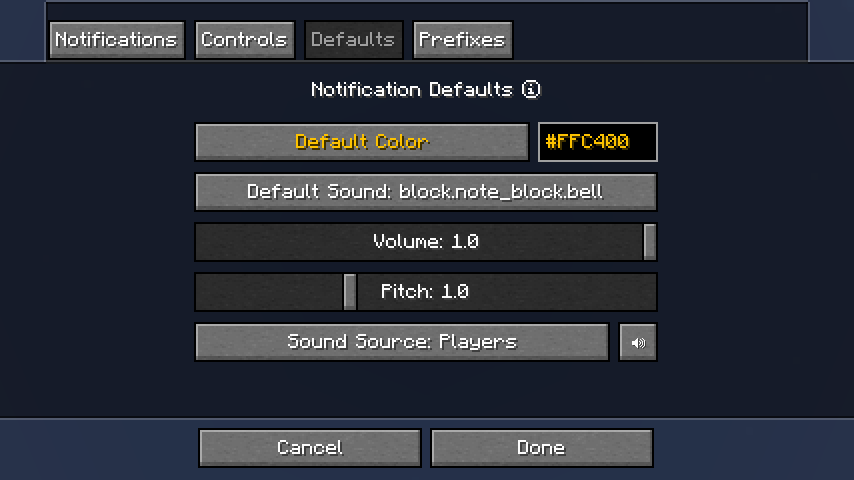 Notifications Controls Defaults Prefixes
Notification Defaults
Default Color #FFC400
Default Sound: block.note_block.bell
Volume: 1.0
Pitch: 1.0
Sound Source: Players
Cancel Done